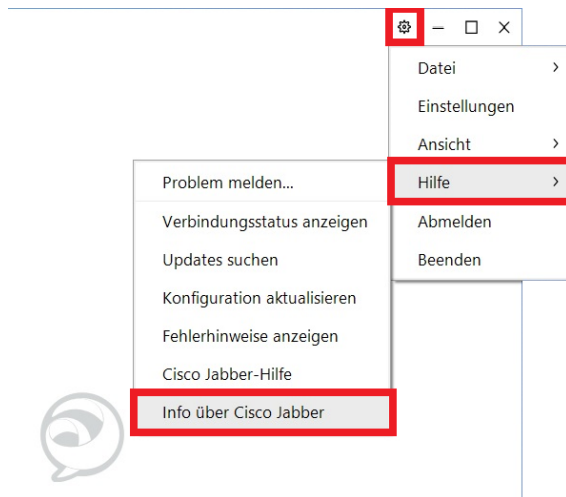 Datei
Einstellungen
Ansicht
Hilfe
Abmelden
Beenden
Problem melden...
Verbindungsstatus anzeigen
Updates suchen
Konfiguration aktualisieren
Fehlerhinweise anzeigen
Cisco Jabber-Hilfe
Info über Cisco Jabber